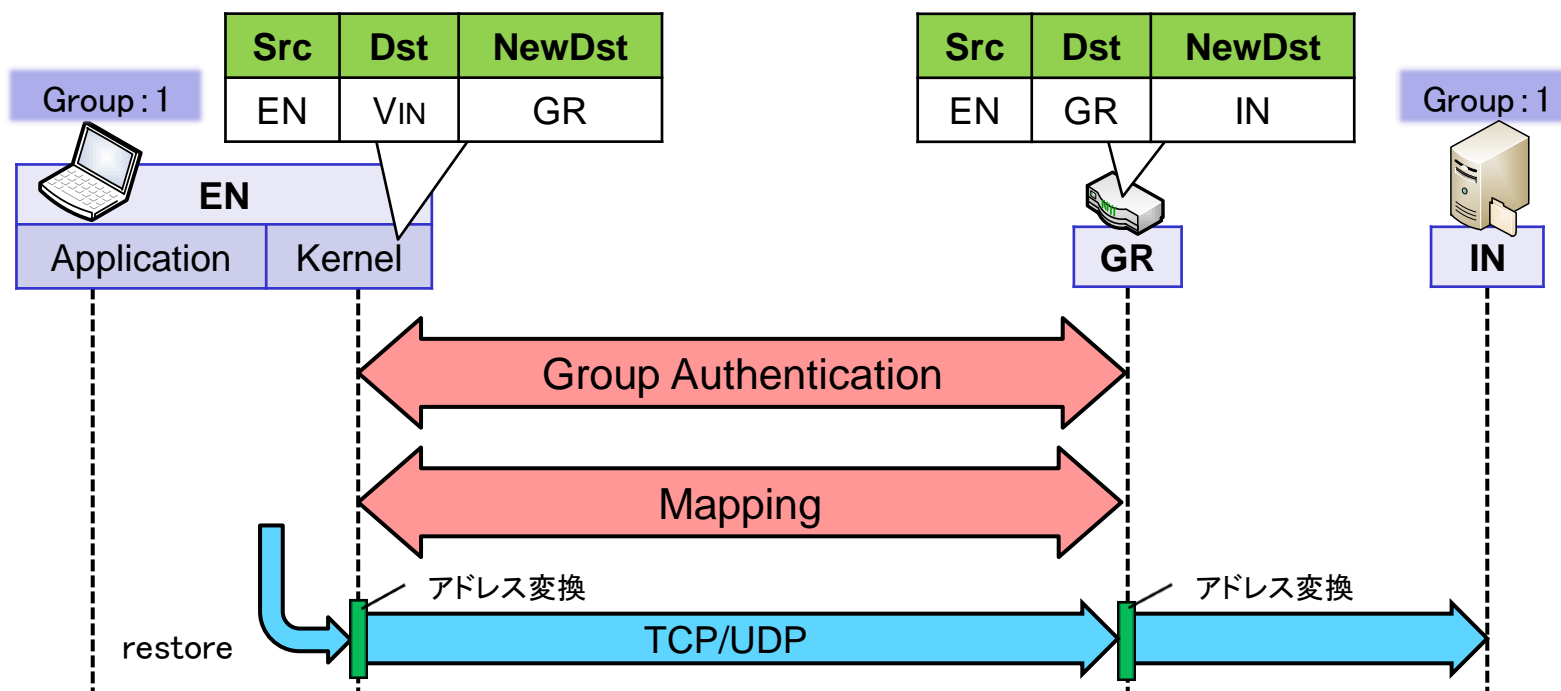 Src Dst NewDst
EN VIN GR
Src Dst NewDst
EN GR IN
Group:1
Group:1
EN
Application Kernel
GR
IN
Group Authentication
Mapping
アドレス変換
アドレス変換
restore
TCP/UDP